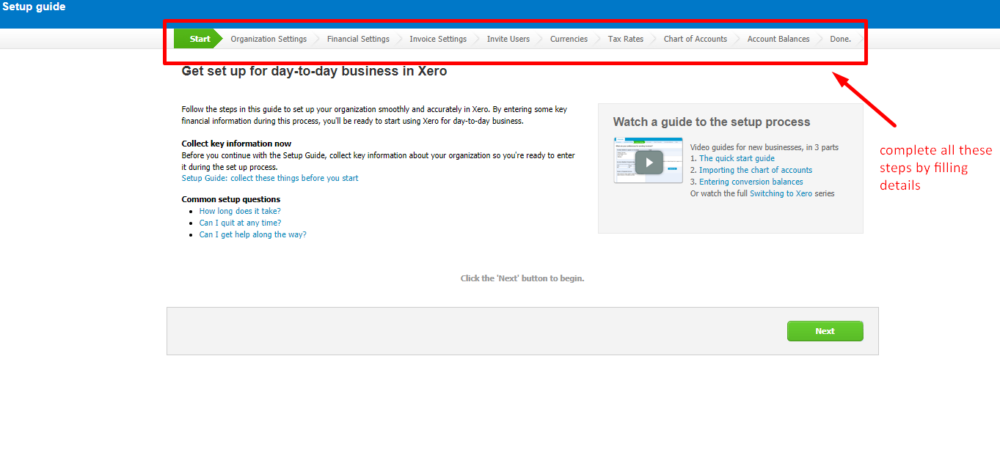 Setup guide
Start Organization Settings Financial Settings Invoice Settings Invite Users Currencies Tax Rates Chart of Accounts Account Balances Done.
Get set up for day-to-day business in Xero
Follow the steps in this guide to set up your organization smoothly and accurately in Xero. By entering some key
financial information during this process, you'll be ready to start using Xero for day-to-day business.
Collect key information now
Before you continue with the Setup Guide, collect key information about your organization so you're ready to enter
it during the set up process.
Setup Guide: collect these things before you start
Common setup questions
How long does it take?
Can I quit at any time?
Can I get help along the way?
Watch a guide to the setup process
Video guides for new businesses, in 3 parts
1. The quick start guide
2. Importing the chart of accounts
3. Entering conversion balances
Or watch the full Switching to Xero series
complete all these
steps by filling
details
Click the 'Next' button to begin.
Next